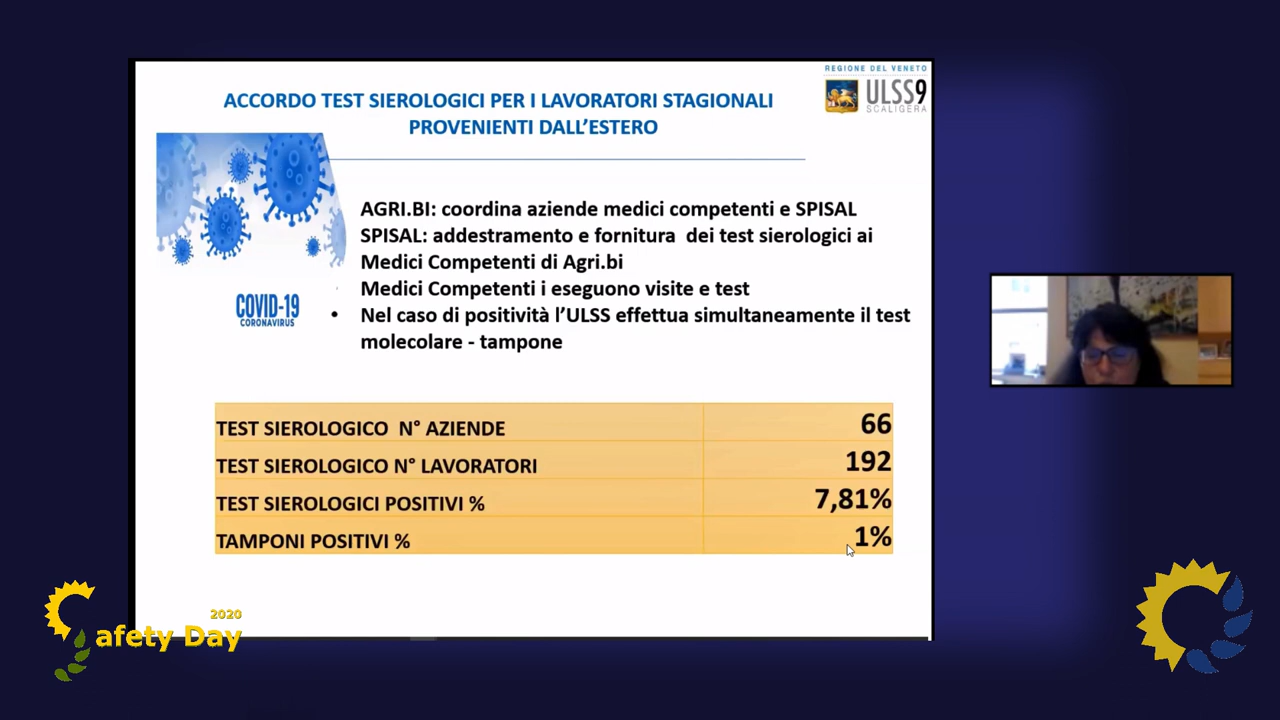 REGIONE DEL VENETO
ULSS9
SCALIGERA
ACCORDO TEST SIEROLOGICI PER I LAVORATORI STAGIONALI
PROVENIENTI DALL'ESTERO
AGRI.BI: coordina aziende medici competenti e SPISAL
SPISAL: addestramento e fornitura dei test sierologici ai
Medici Competenti di Agri.bi
Medici Competenti i eseguono visite e test
• Nel caso di positività l'ULSS effettua simultaneamente il test
molecolare - tampone
COVID-19
CORONAVIRUS
TEST SIEROLOGICO N° AZIENDE 66
TEST SIEROLOGICO N° LAVORATORI 192
TEST SIEROLOGICI POSITIVI % 7,81%
TAMPONI POSITIVI % 1%
2020
Safety Day